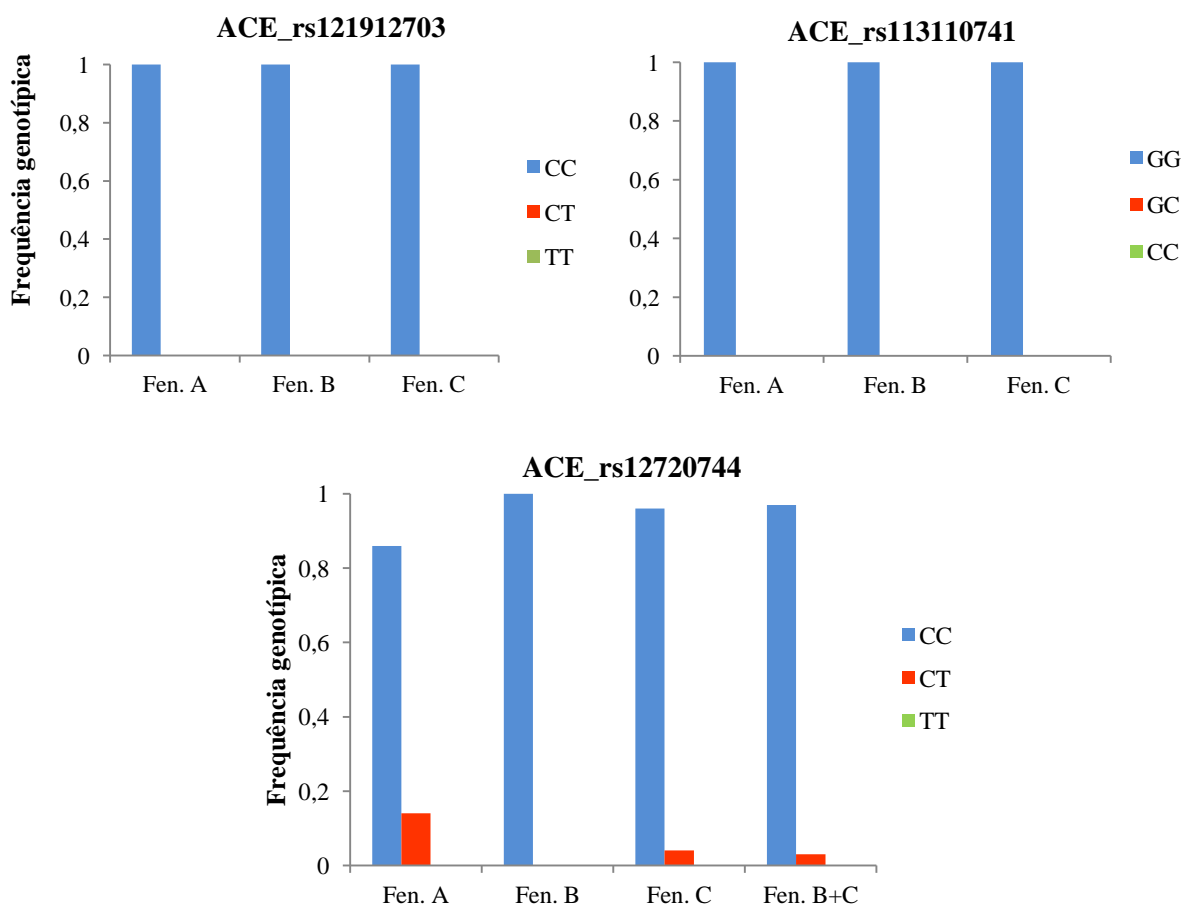 ACE_rs121912703
Frequência genotípica
1
0,8
0,6
0,4
0,2
0
Fen. A
Fen. B
Fen. C
CC
CT
TT
ACE_rs113110741
1
0,8
0,6
0,4
0,2
0
Fen. A
Fen. B
Fen. C
GG
GC
CC
ACE_rs12720744
Frequência genotípica
1
0,8
0,6
0,4
0,2
0
Fen. A
Fen. B
Fen. C
Fen. B+C
CC
CT
TT